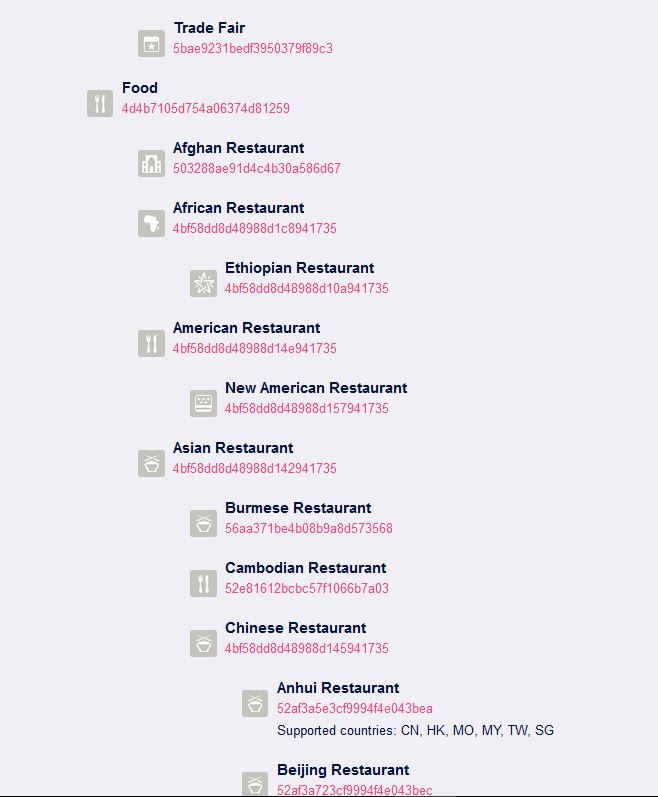 Trade Fair
5bae9231bedf3950379f89c3
Food
4d4b7105d754a06374d81259
Afghan Restaurant
503288ae91d4c4b30a586d67
African Restaurant
4bf58dd8d48988d1c8941735
Ethiopian Restaurant
4bf58dd8d48988d10a941735
American Restaurant
4bf58dd8d48988d14e941735
New American Restaurant
4bf58dd8d48988d157941735
Asian Restaurant
4bf58dd8d48988d142941735
Burmese Restaurant
56aa371be4b08b9a8d573568
Cambodian Restaurant
52e81612bcbc57f1066b7a03
Chinese Restaurant
4bf58dd8d48988d145941735
Anhui Restaurant
52af3a5e3cf9994f4e043bea
Supported countries: CN, HK, MO, MY, TW, SG
Beijing Restaurant
52af3a723cf9994f4e043bec